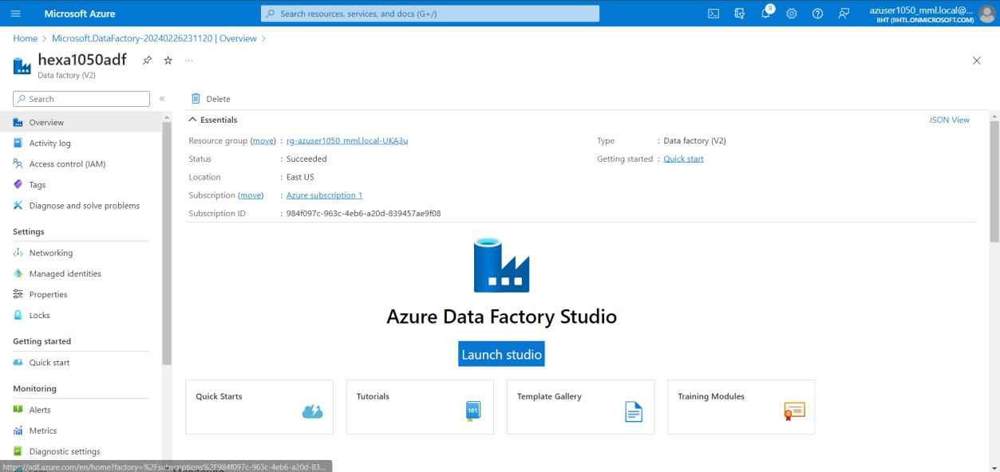 Microsoft Azure
Search resources, services, and docs (G+/)
9
azuser1050_mml.local@...
IIHT (IIHTL.ONMICROSOFT.COM)
Home > Microsoft.DataFactory-20240226231120 | Overview >
hexa1050adf
Data factory (V2)
Search
Delete
Overview
Activity log
Access control (IAM)
Tags
Diagnose and solve problems
Settings
Networking
Managed identities
Properties
Locks
Getting started
Quick start
Monitoring
Alerts
Metrics
Diagnostic settings
Essentials
JSON View
Resource group (move) : rg-azuser1050_mml.local-UKA3u
Status : Succeeded
Location : East US
Subscription (move) : Azure subscription 1
Subscription ID : 984f097c-963c-4eb6-a20d-839457ae9f08
Type : Data factory (V2)
Getting started : Quick start
Azure Data Factory Studio
Launch studio
Quick Starts
Tutorials
101
Template Gallery
Training Modules
https://adf.azure.com/en/home?factory=%2Fsubscriptions%2F984f097c-963c-4eb6-a20d-83...
Monitoring